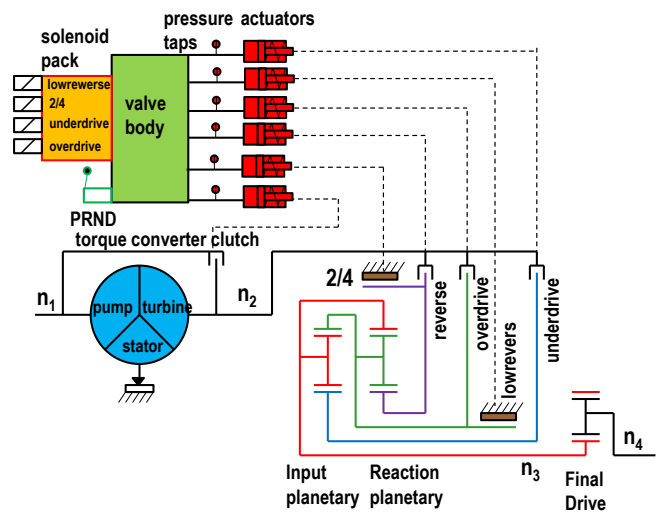 pressure actuators
taps
solenoid
pack
lowrewerse
2/4
underdrive
overdrive
valve
body
PRND
torque converter clutch
n1
n2
pump
turbine
stator
2/4
reverse
overdrive
lowrevers
underdrive
n3
n4
Input
planetary
Reaction
planetary
Final
Drive